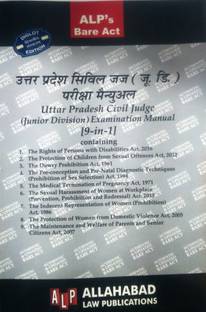 ALP's
Bare Act
DIGLOT
EDITION
उत्तर प्रदेश सिविल जज ( जू. डि. )
परीक्षा मैन्युअल
Uttar Pradesh Civil Judge
(Junior Division) Examination Manual
[9-in-1]
containing
1. The Rights of Persons with Disabilities Act, 2016
2. The Protection of Children from Sexual Offences Act, 2012
3. The Dowry Prohibition Act, 1961
4. The Pre-conception and Pre-Natal Diagnostic Techniques
(Prohibition of Sex Selection) Act, 1994
5. The Medical Termination of Pregnancy Act, 1971
6. The Sexual Harassment of Women at Workplace
(Prevention, Prohibition and Redressal) Act, 2013
7. The Indecent Representation of Women (Prohibition)
Act, 1986
8. The Protection of Women from Domestic Violence Act, 2005
9. The Maintenance and Welfare of Parents and Senior
Citizens Act, 2007
ALP ALLAHABAD
LAW PUBLICATIONS